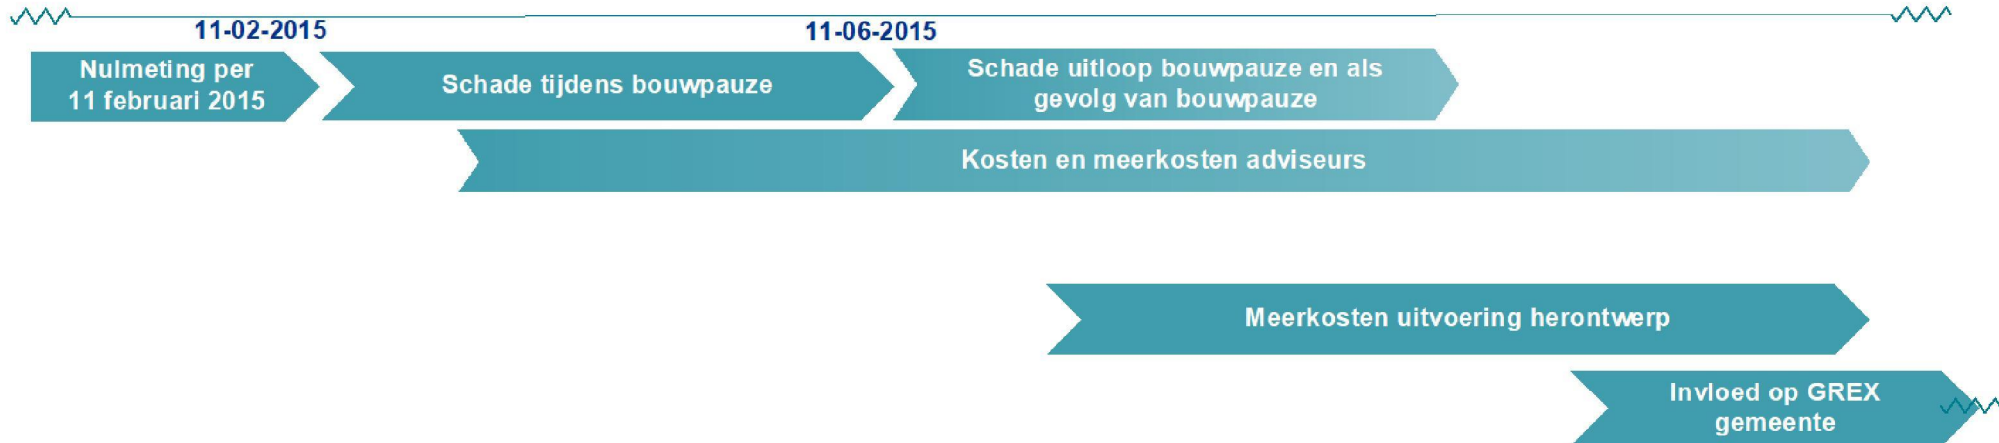 11-02-2015
11-06-2015
Nulmeting per
11 februari 2015
Schade tijdens bouwpauze
Schade uitloop bouwpauze en als
gevolg van bouwpauze
Kosten en meerkosten adviseurs
Meerkosten uitvoering herontwerp
Invloed op GREX
gemeente